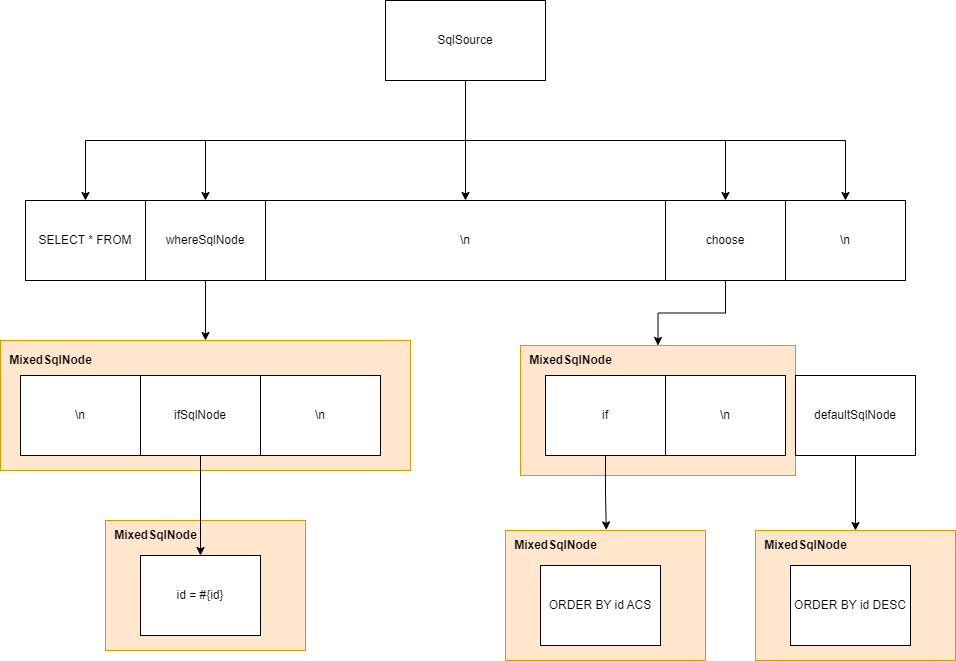 SqlSource
SELECT * FROM
whereSqlNode
\n
choose
\n
MixedSqlNode
\n
ifSqlNode
\n
MixedSqlNode
if
\n
defaultSqlNode
MixedSqlNode
id = #{id}
MixedSqlNode
ORDER BY id ACS
MixedSqlNode
ORDER BY id DESC